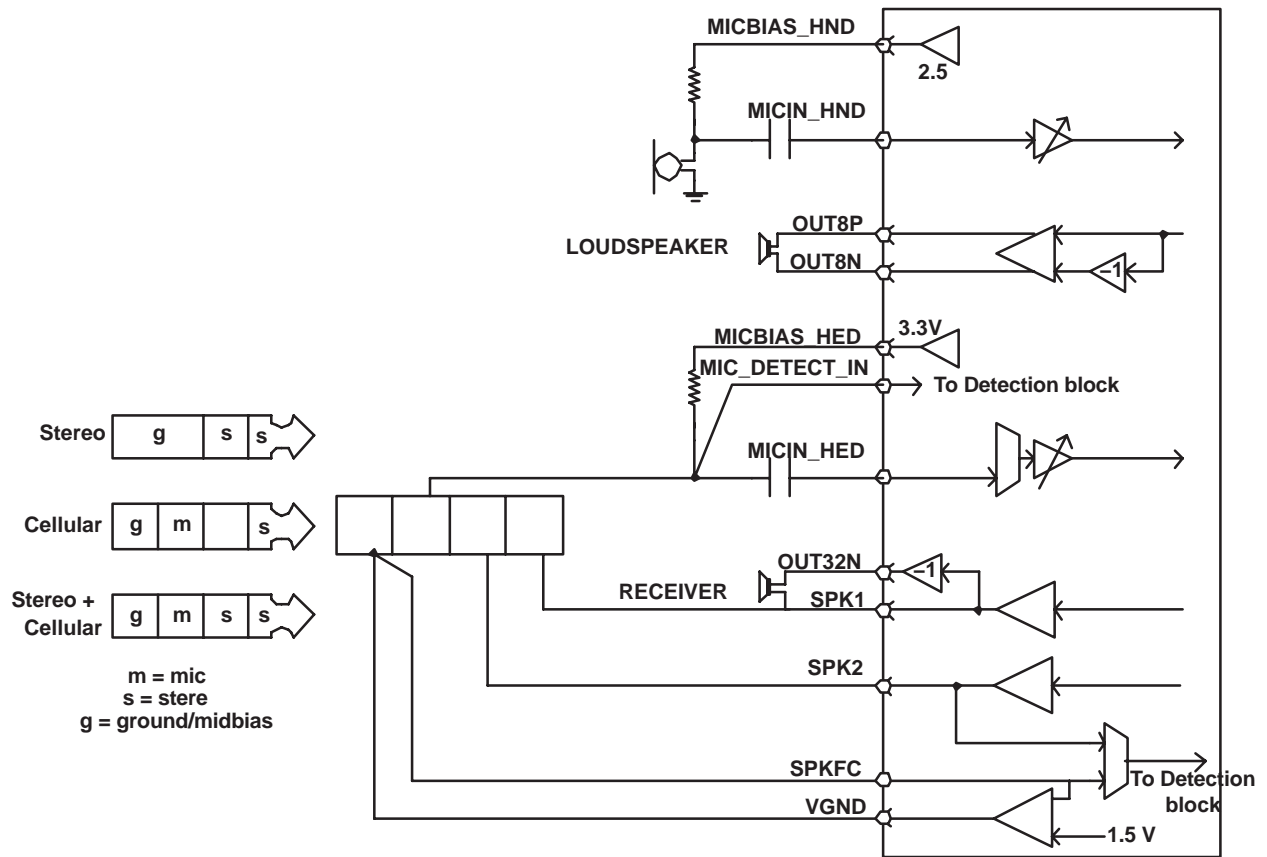 MICBIAS_HND
2.5
MICIN_HND
OUT8P
LOUDSPEAKER
OUT8N
−1
MICBIAS_HED
3.3V
MIC_DETECT_IN
To Detection block
Stereo
g s s
MICIN_HED
Cellular
g m s
OUT32N
−1
RECEIVER
SPK1
Stereo +
Cellular
g m s s
SPK2
m = mic
s = stere
g = ground/midbias
SPKFC
To Detection
block
VGND
1.5 V